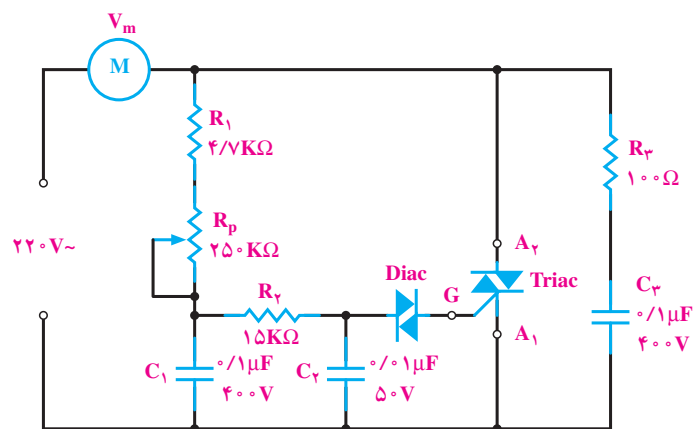 Vm
M
R۱
۴/۷KΩ
Rp
۲۵۰KΩ
۲۲۰V~
R۲
۱۵KΩ
Diac
G
A۲
Triac
A۱
R۳
۱۰۰Ω
C۳
۰/۱μF
۴۰۰V
C۱
۰/۱μF
۴۰۰V
C۲
۰/۰۱μF
۵۰V